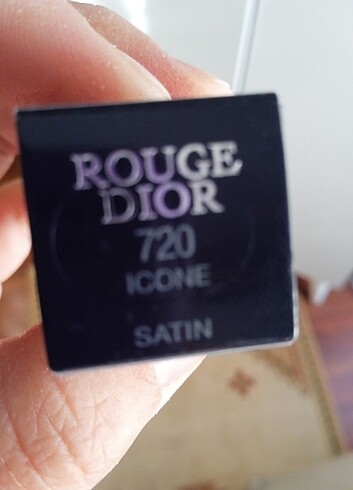 ROUGE
DIOR
720
ICONE
SATIN